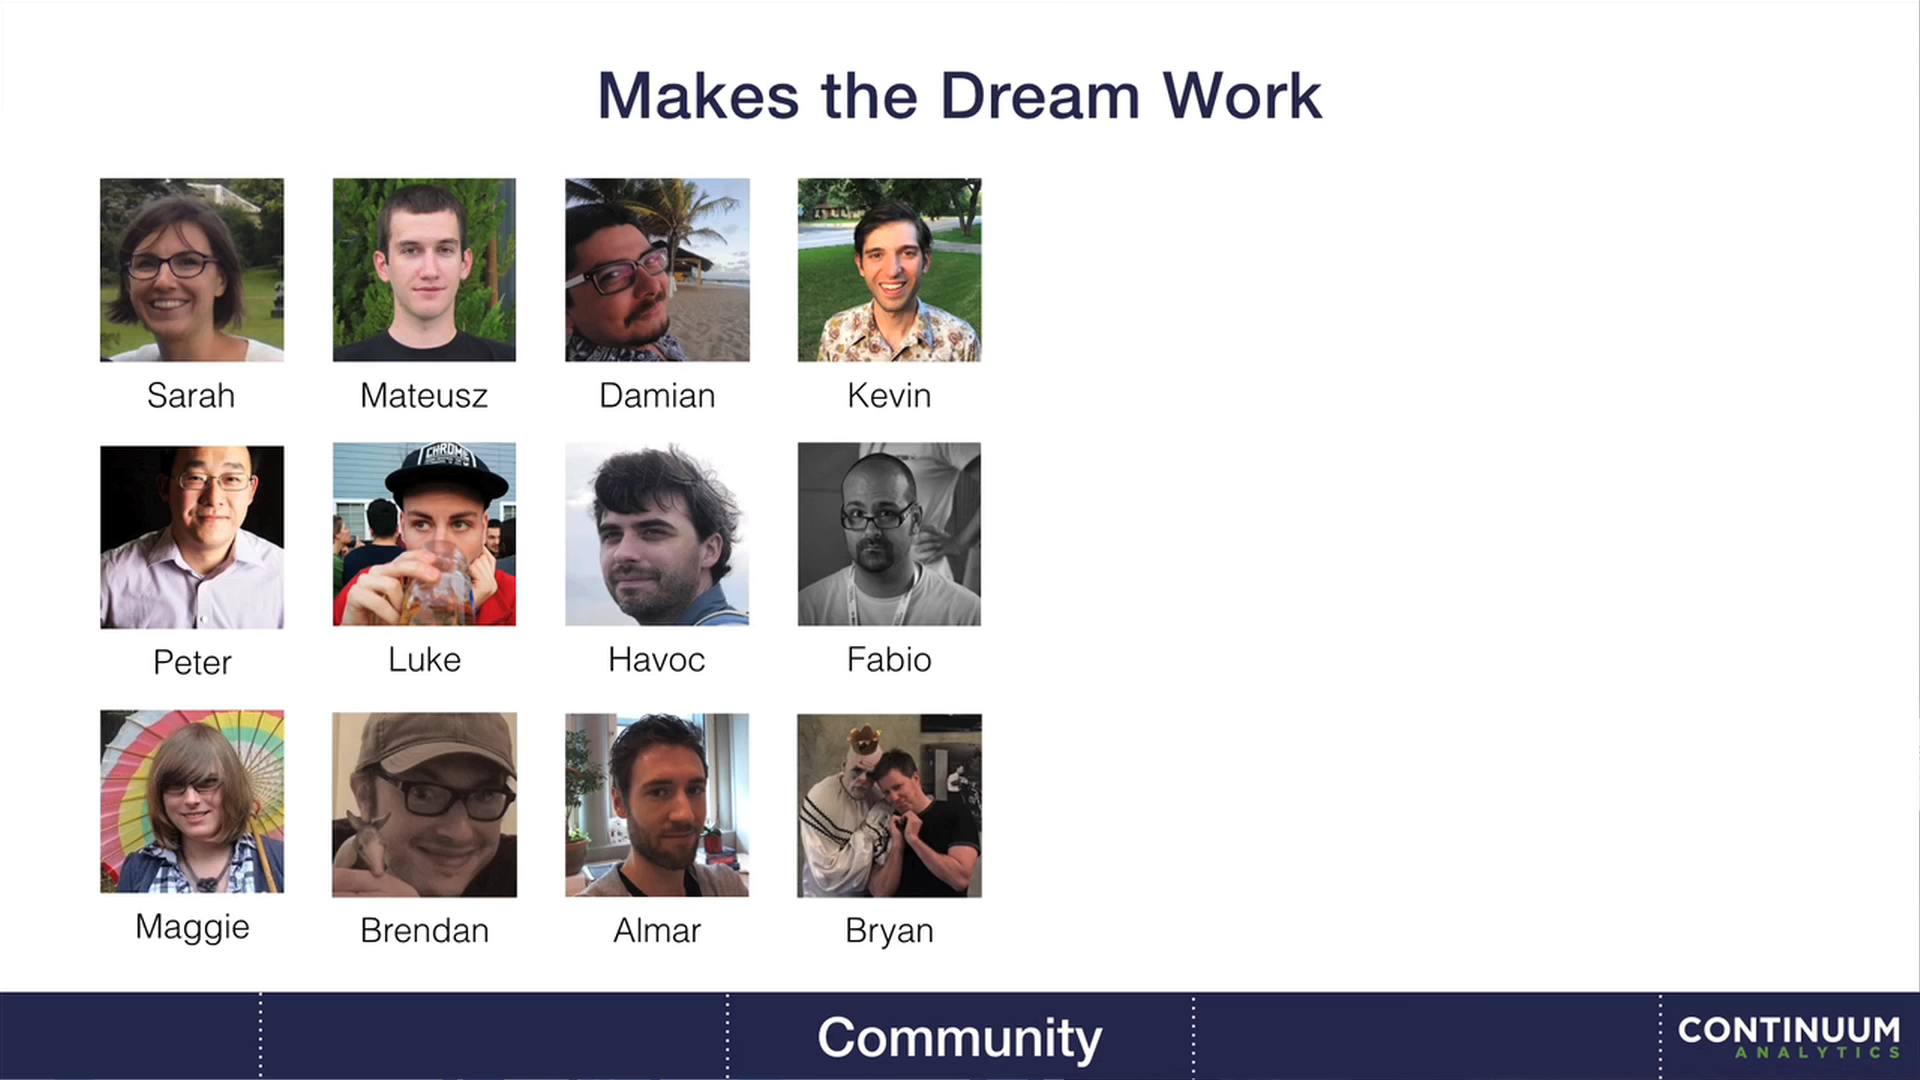 Makes the Dream Work
Sarah
Mateusz
Damian
Kevin
CHROME
Peter
Luke
Havoc
Fabio
Maggie
Brendan
Almar
Bryan
Community
CONTINUUM
ANALYTICS